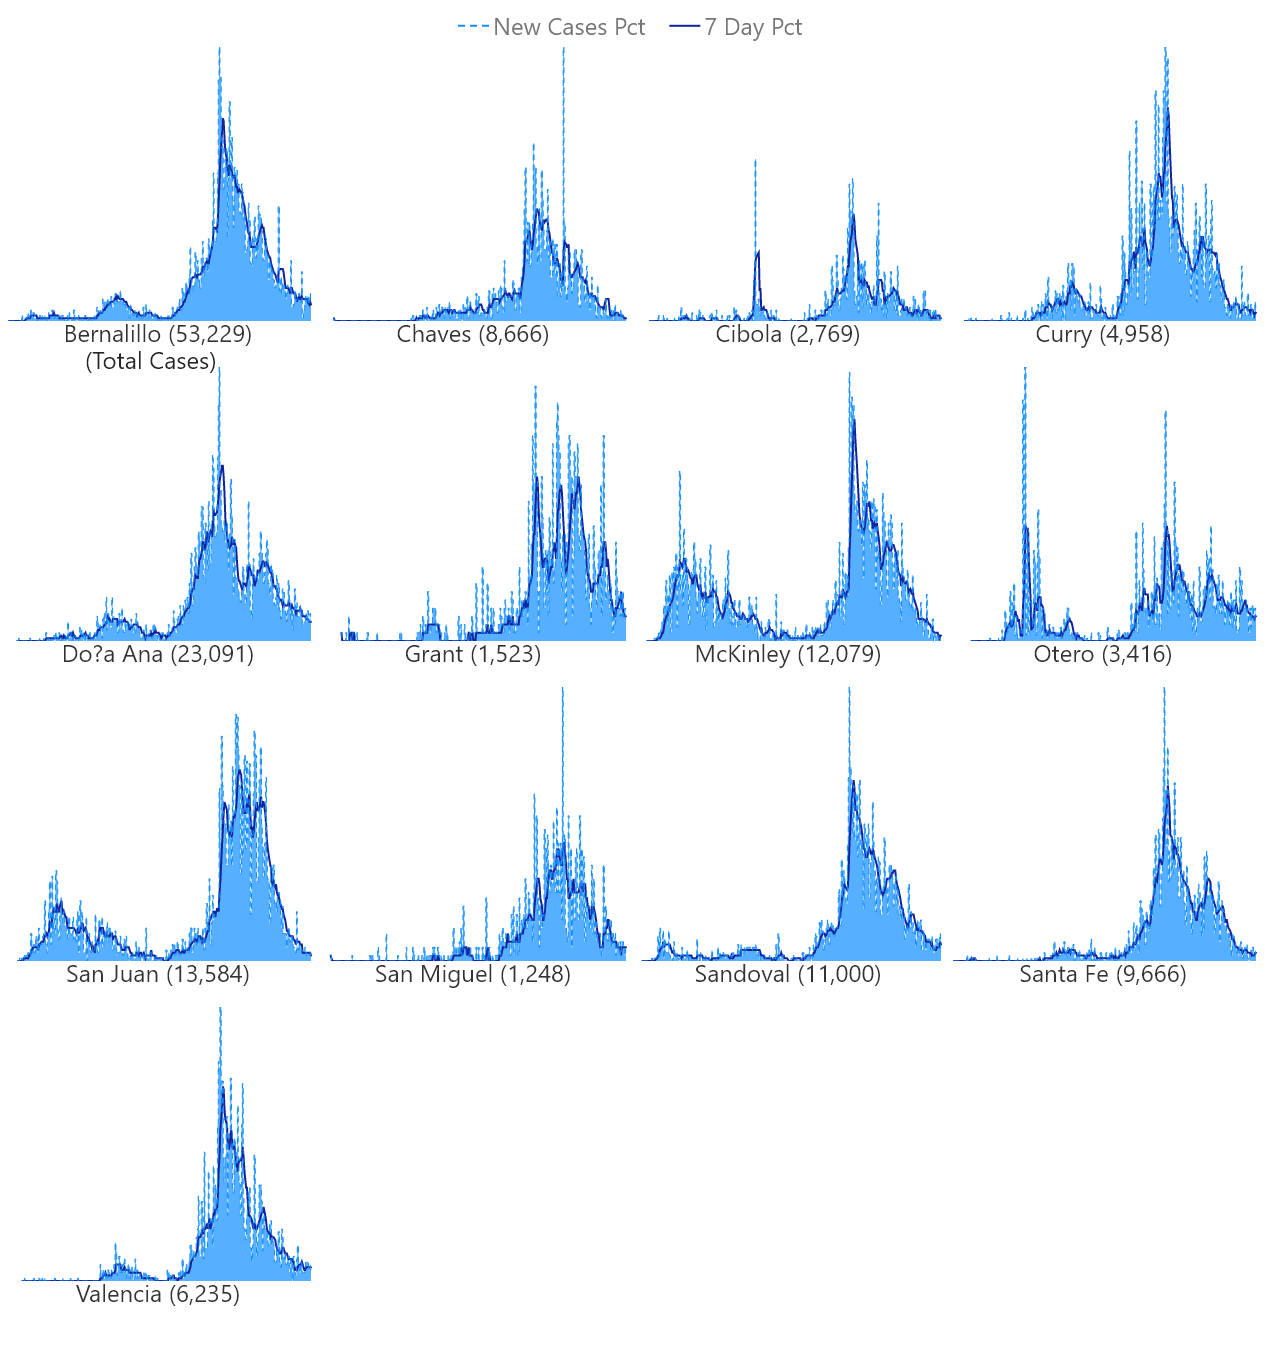 New Cases Pct 7 Day Pct
Bernalillo (53,229) Chaves (8,666) Cibola (2,769) Curry (4,958)
(Total Cases)
Do?a Ana (23,091) Grant (1,523) McKinley (12,079) Otero (3,416)
San Juan (13,584) San Miguel (1,248) Sandoval (11,000) Santa Fe (9,666)
Valencia (6,235)